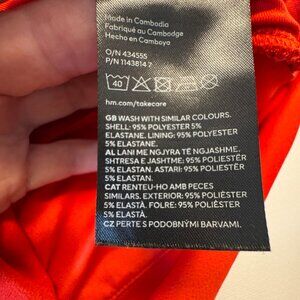 Made in Cambodia
Fabriqué au Cambodge
Hecho en Camboya
O/N 434555
P/N 1143814 7
40
hm.com/takecare
GB WASH WITH SIMILAR COLOURS.
SHELL: 95% POLYESTER 5%
ELASTANE. LINING: 95% POLYESTER
5% ELASTANE.
AL LANI ME NGJYRA TË NGJASHME.
SHTRESA E JASHTME: 95% POLIESTËR
5% ELASTAN. ASTARI: 95% POLIESTËR
5% ELASTAN.
CAT RENTEU-HO AMB PECES
SIMILARS. EXTERIOR: 95% POLIÈSTER
5% ELASTÀ. FOLRE: 95% POLIÈSTER
5% ELASTÀ.
CZ PERTE S PODOBNÝMI BARVAMI.